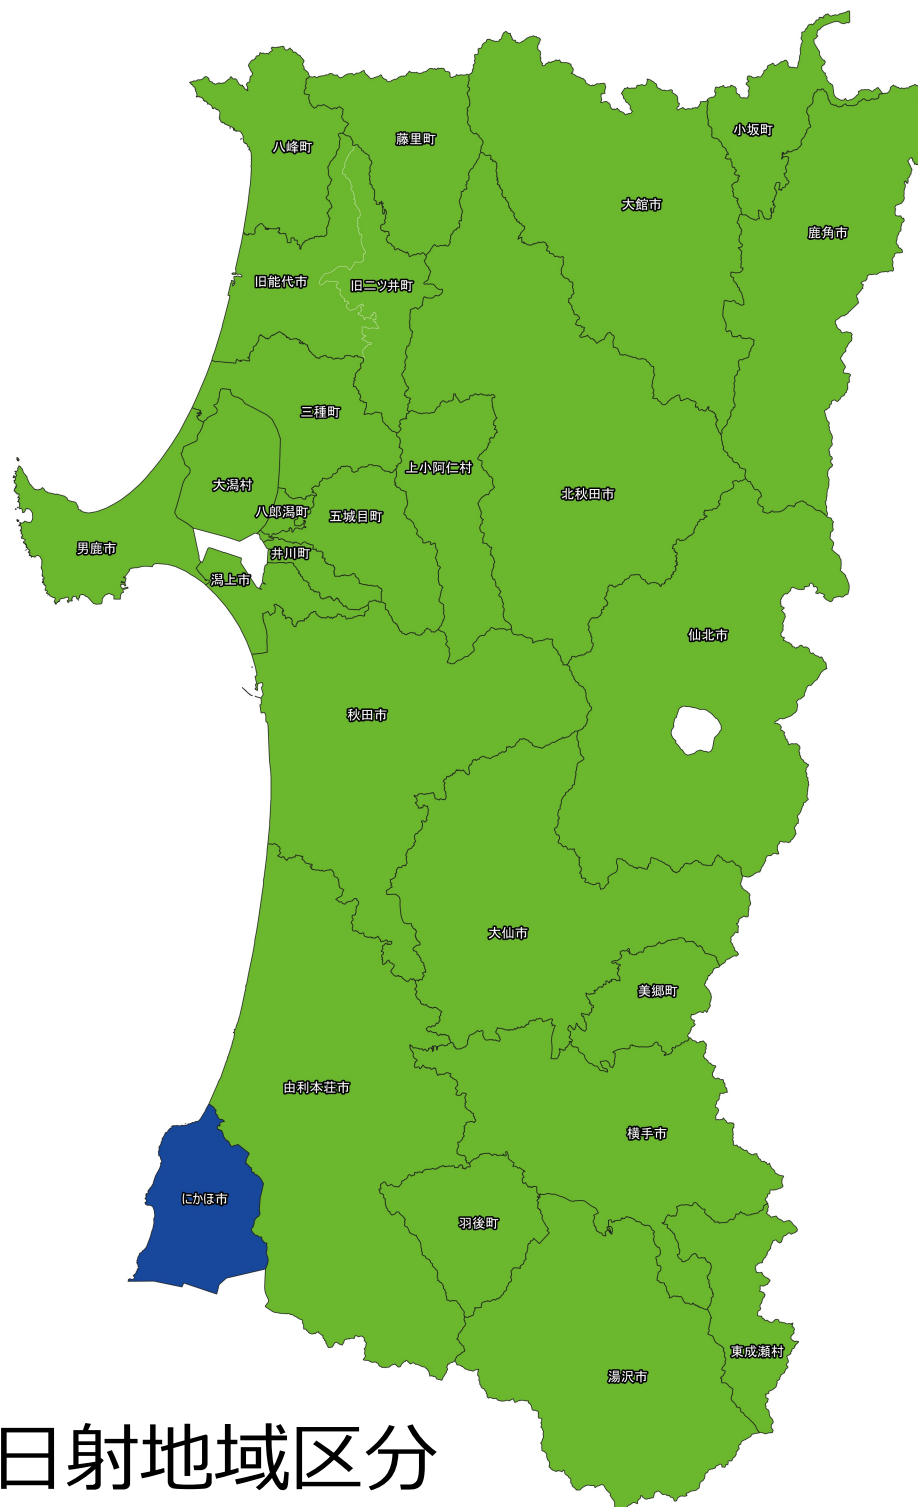 小坂町
藤里町
八峰町
大館市
鹿角市
旧能代市
旧二ツ井町
三種町
上小阿仁村
大潟村
北秋田市
八郎潟町
五城目町
男鹿市
井川町
潟上市
仙北市
秋田市
大仙市
美郷町
由利本荘市
横手市
にかほ市
羽後町
東成瀬村
湯沢市
日射地域区分